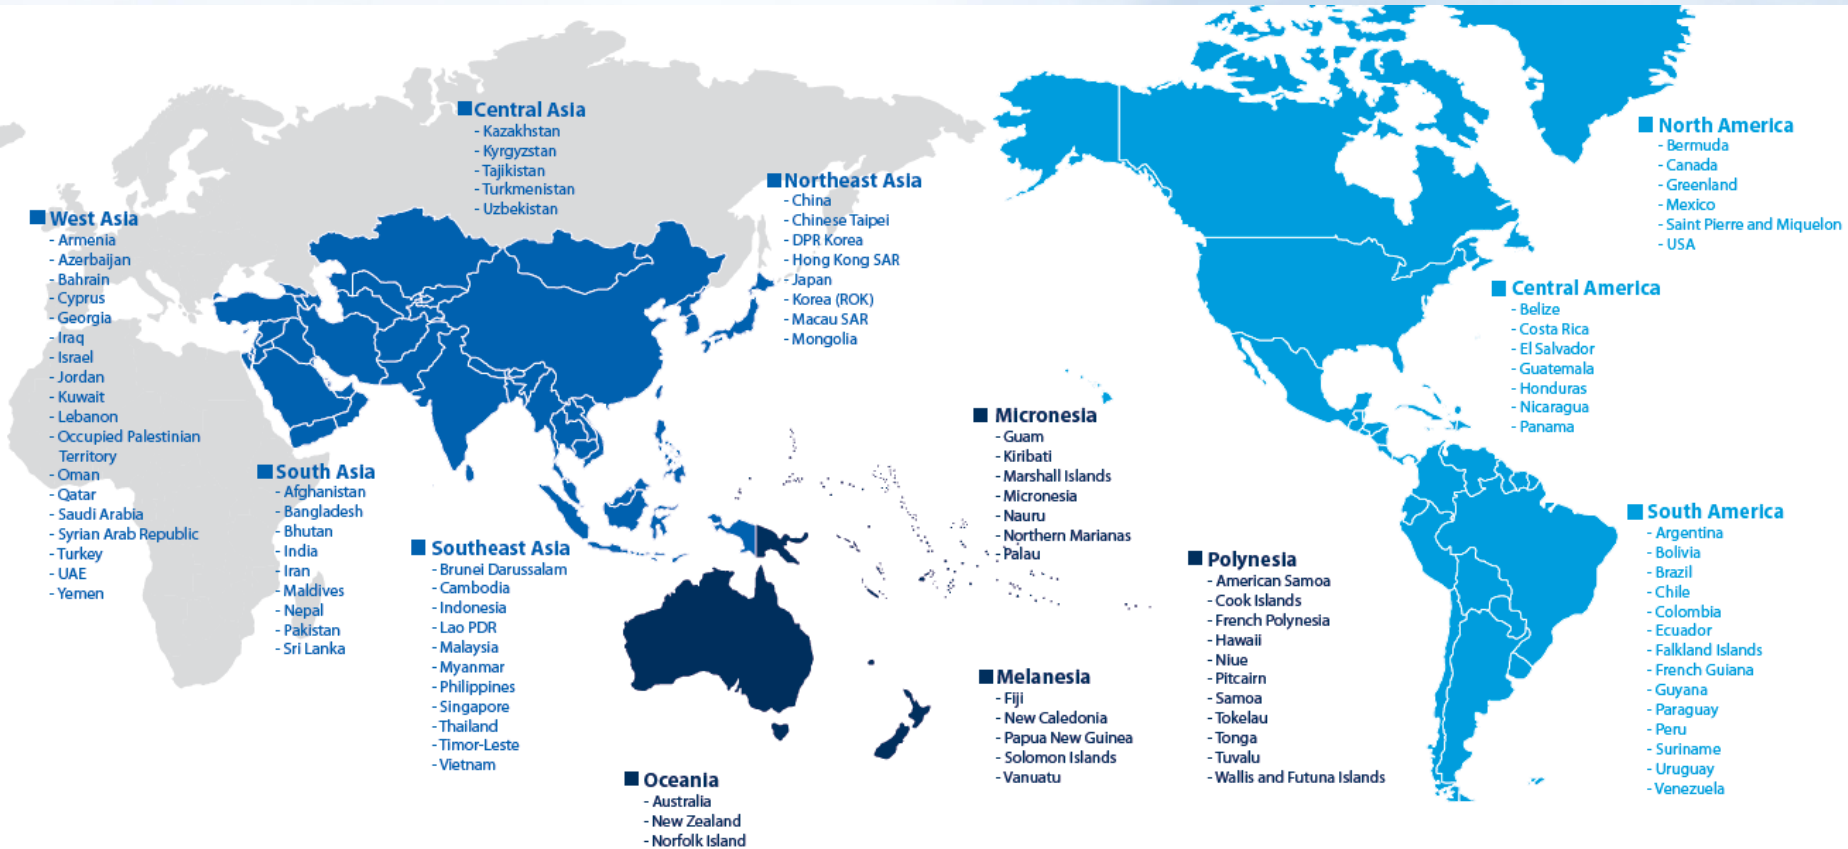 Central Asia
- Kazakhstan
- Kyrgyzstan
- Tajikistan
- Turkmenistan
- Uzbekistan
Northeast Asia
- China
- Chinese Taipei
- DPR Korea
- Hong Kong SAR
- Japan
- Korea (ROK)
- Macau SAR
- Mongolia
West Asia
- Armenia
- Azerbaijan
- Bahrain
- Cyprus
- Georgia
- Iraq
- Israel
- Jordan
- Kuwait
- Lebanon
- Occupied Palestinian
Territory
- Oman
- Qatar
- Saudi Arabia
- Syrian Arab Republic
- Turkey
- UAE
- Yemen
South Asia
- Afghanistan
- Bangladesh
- Bhutan
- India
- Iran
- Maldives
- Nepal
- Pakistan
- Sri Lanka
Southeast Asia
- Brunei Darussalam
- Cambodia
- Indonesia
- Lao PDR
- Malaysia
- Myanmar
- Philippines
- Singapore
- Thailand
- Timor-Leste
- Vietnam
Oceania
- Australia
- New Zealand
- Norfolk Island
Micronesia
- Guam
- Kiribati
- Marshall Islands
- Micronesia
- Nauru
- Northern Marianas
- Palau
Melanesia
- Fiji
- New Caledonia
- Papua New Guinea
- Solomon Islands
- Vanuatu
Polynesia
- American Samoa
- Cook Islands
- French Polynesia
- Hawaii
- Niue
- Pitcairn
- Samoa
- Tokelau
- Tonga
- Tuvalu
- Wallis and Futuna Islands
North America
- Bermuda
- Canada
- Greenland
- Mexico
- Saint Pierre and Miquelon
- USA
Central America
- Belize
- Costa Rica
- El Salvador
- Guatemala
- Honduras
- Nicaragua
- Panama
South America
- Argentina
- Bolivia
- Brazil
- Chile
- Colombia
- Ecuador
- Falkland Islands
- French Guiana
- Guyana
- Paraguay
- Peru
- Suriname
- Uruguay
- Venezuela